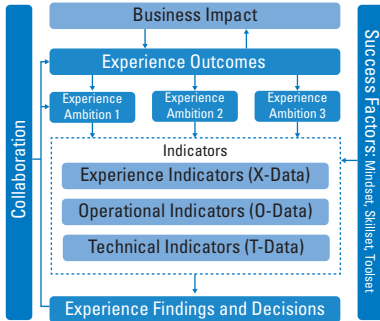 Business Impact
Experience Outcomes
Experience
Ambition 1
Experience
Ambition 2
Experience
Ambition 3
Indicators
Experience Indicators (X-Data)
Operational Indicators (O-Data)
Technical Indicators (T-Data)
Experience Findings and Decisions
Collaboration
Success Factors: Mindset, Skillset, Toolset